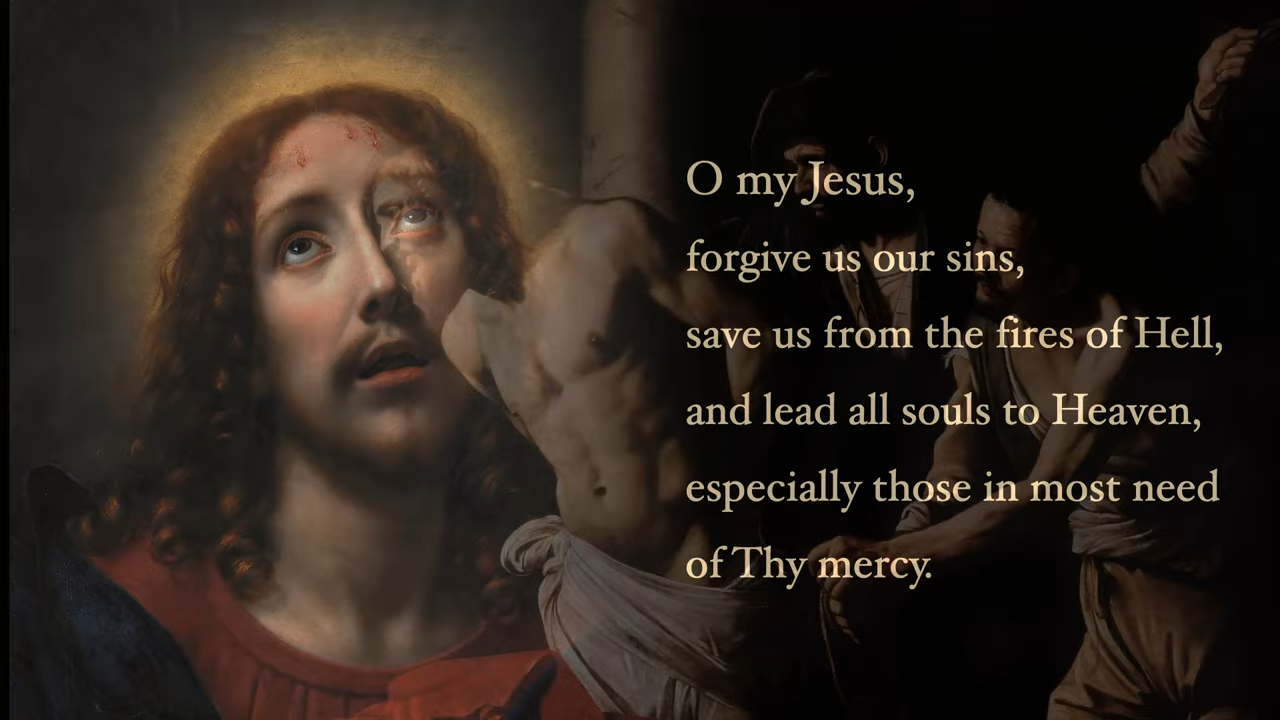 O my Jesus,
forgive us our sins,
save us from the fires of Hell,
and lead all souls to Heaven,
especially those in most need
of Thy mercy.